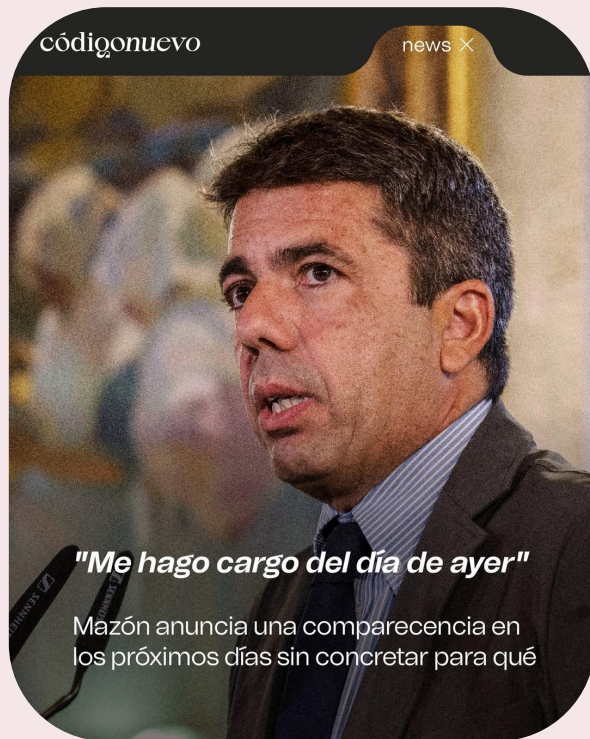 códigonuevo
news
"Me hago cargo del día de ayer"
Mazón anuncia una comparecencia en
los próximos días sin concretar para qué
SENNHEISER